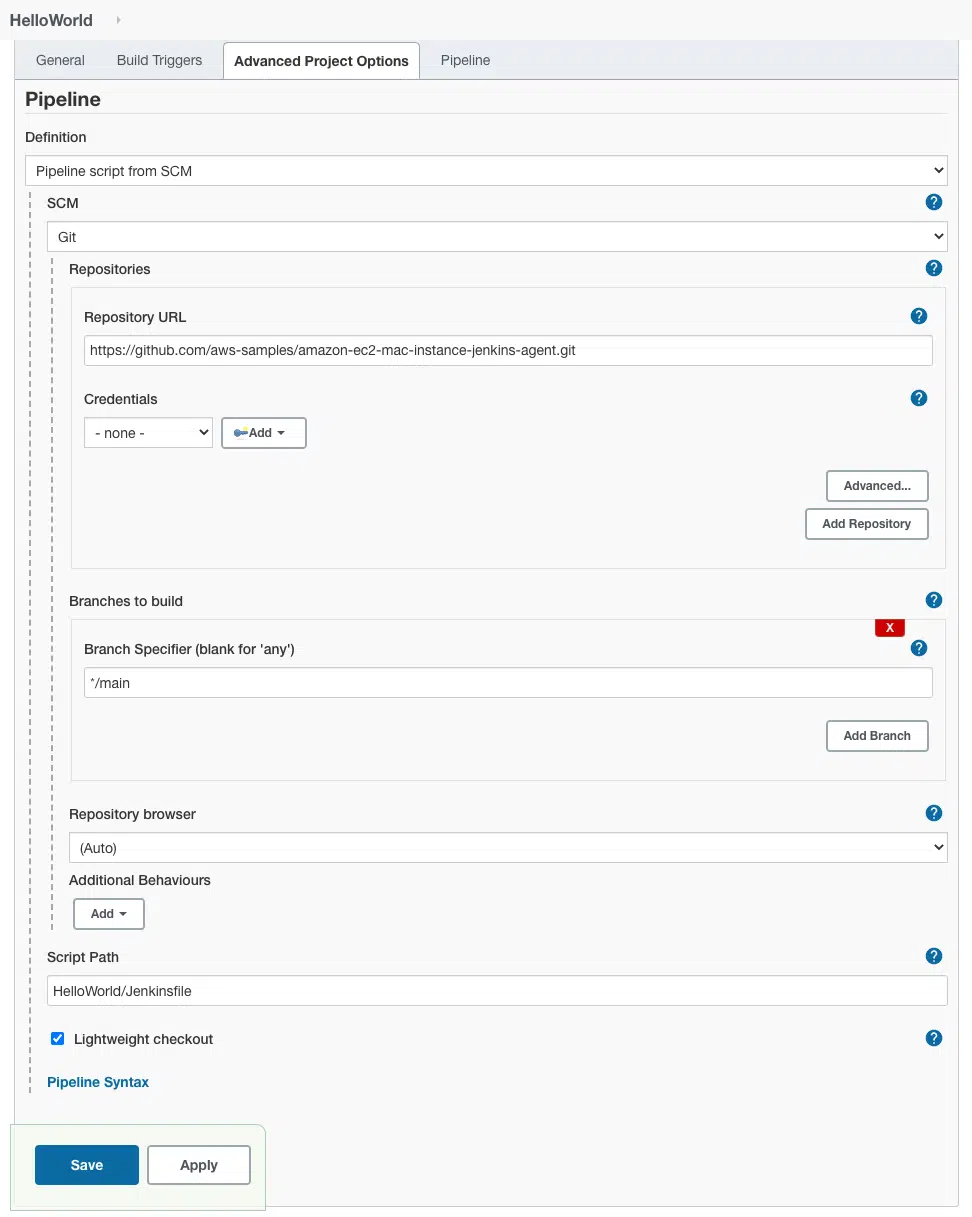 HelloWorld
General Build Triggers Advanced Project Options Pipeline
Pipeline
Definition
Pipeline script from SCM
SCM
?
Git
Repositories
?
Repository URL
?
https://github.com/aws-samples/amazon-ec2-mac-instance-jenkins-agent.git
Credentials
?
- none -
Add
Advanced...
Add Repository
Branches to build
?
X
Branch Specifier (blank for 'any')
?
*/main
Add Branch
Repository browser
?
(Auto)
Additional Behaviours
Add
Script Path
?
HelloWorld/Jenkinsfile
Lightweight checkout
?
Pipeline Syntax
Save
Apply